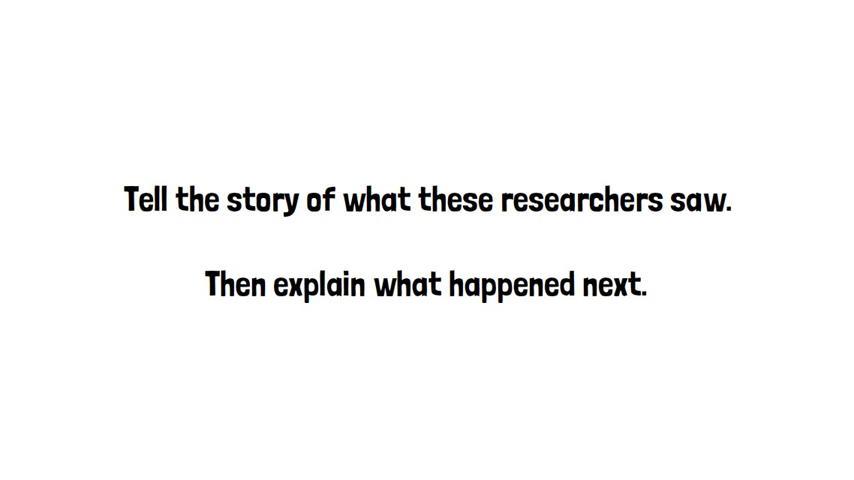 Tell the story of what these researchers saw.
Then explain what happened next.